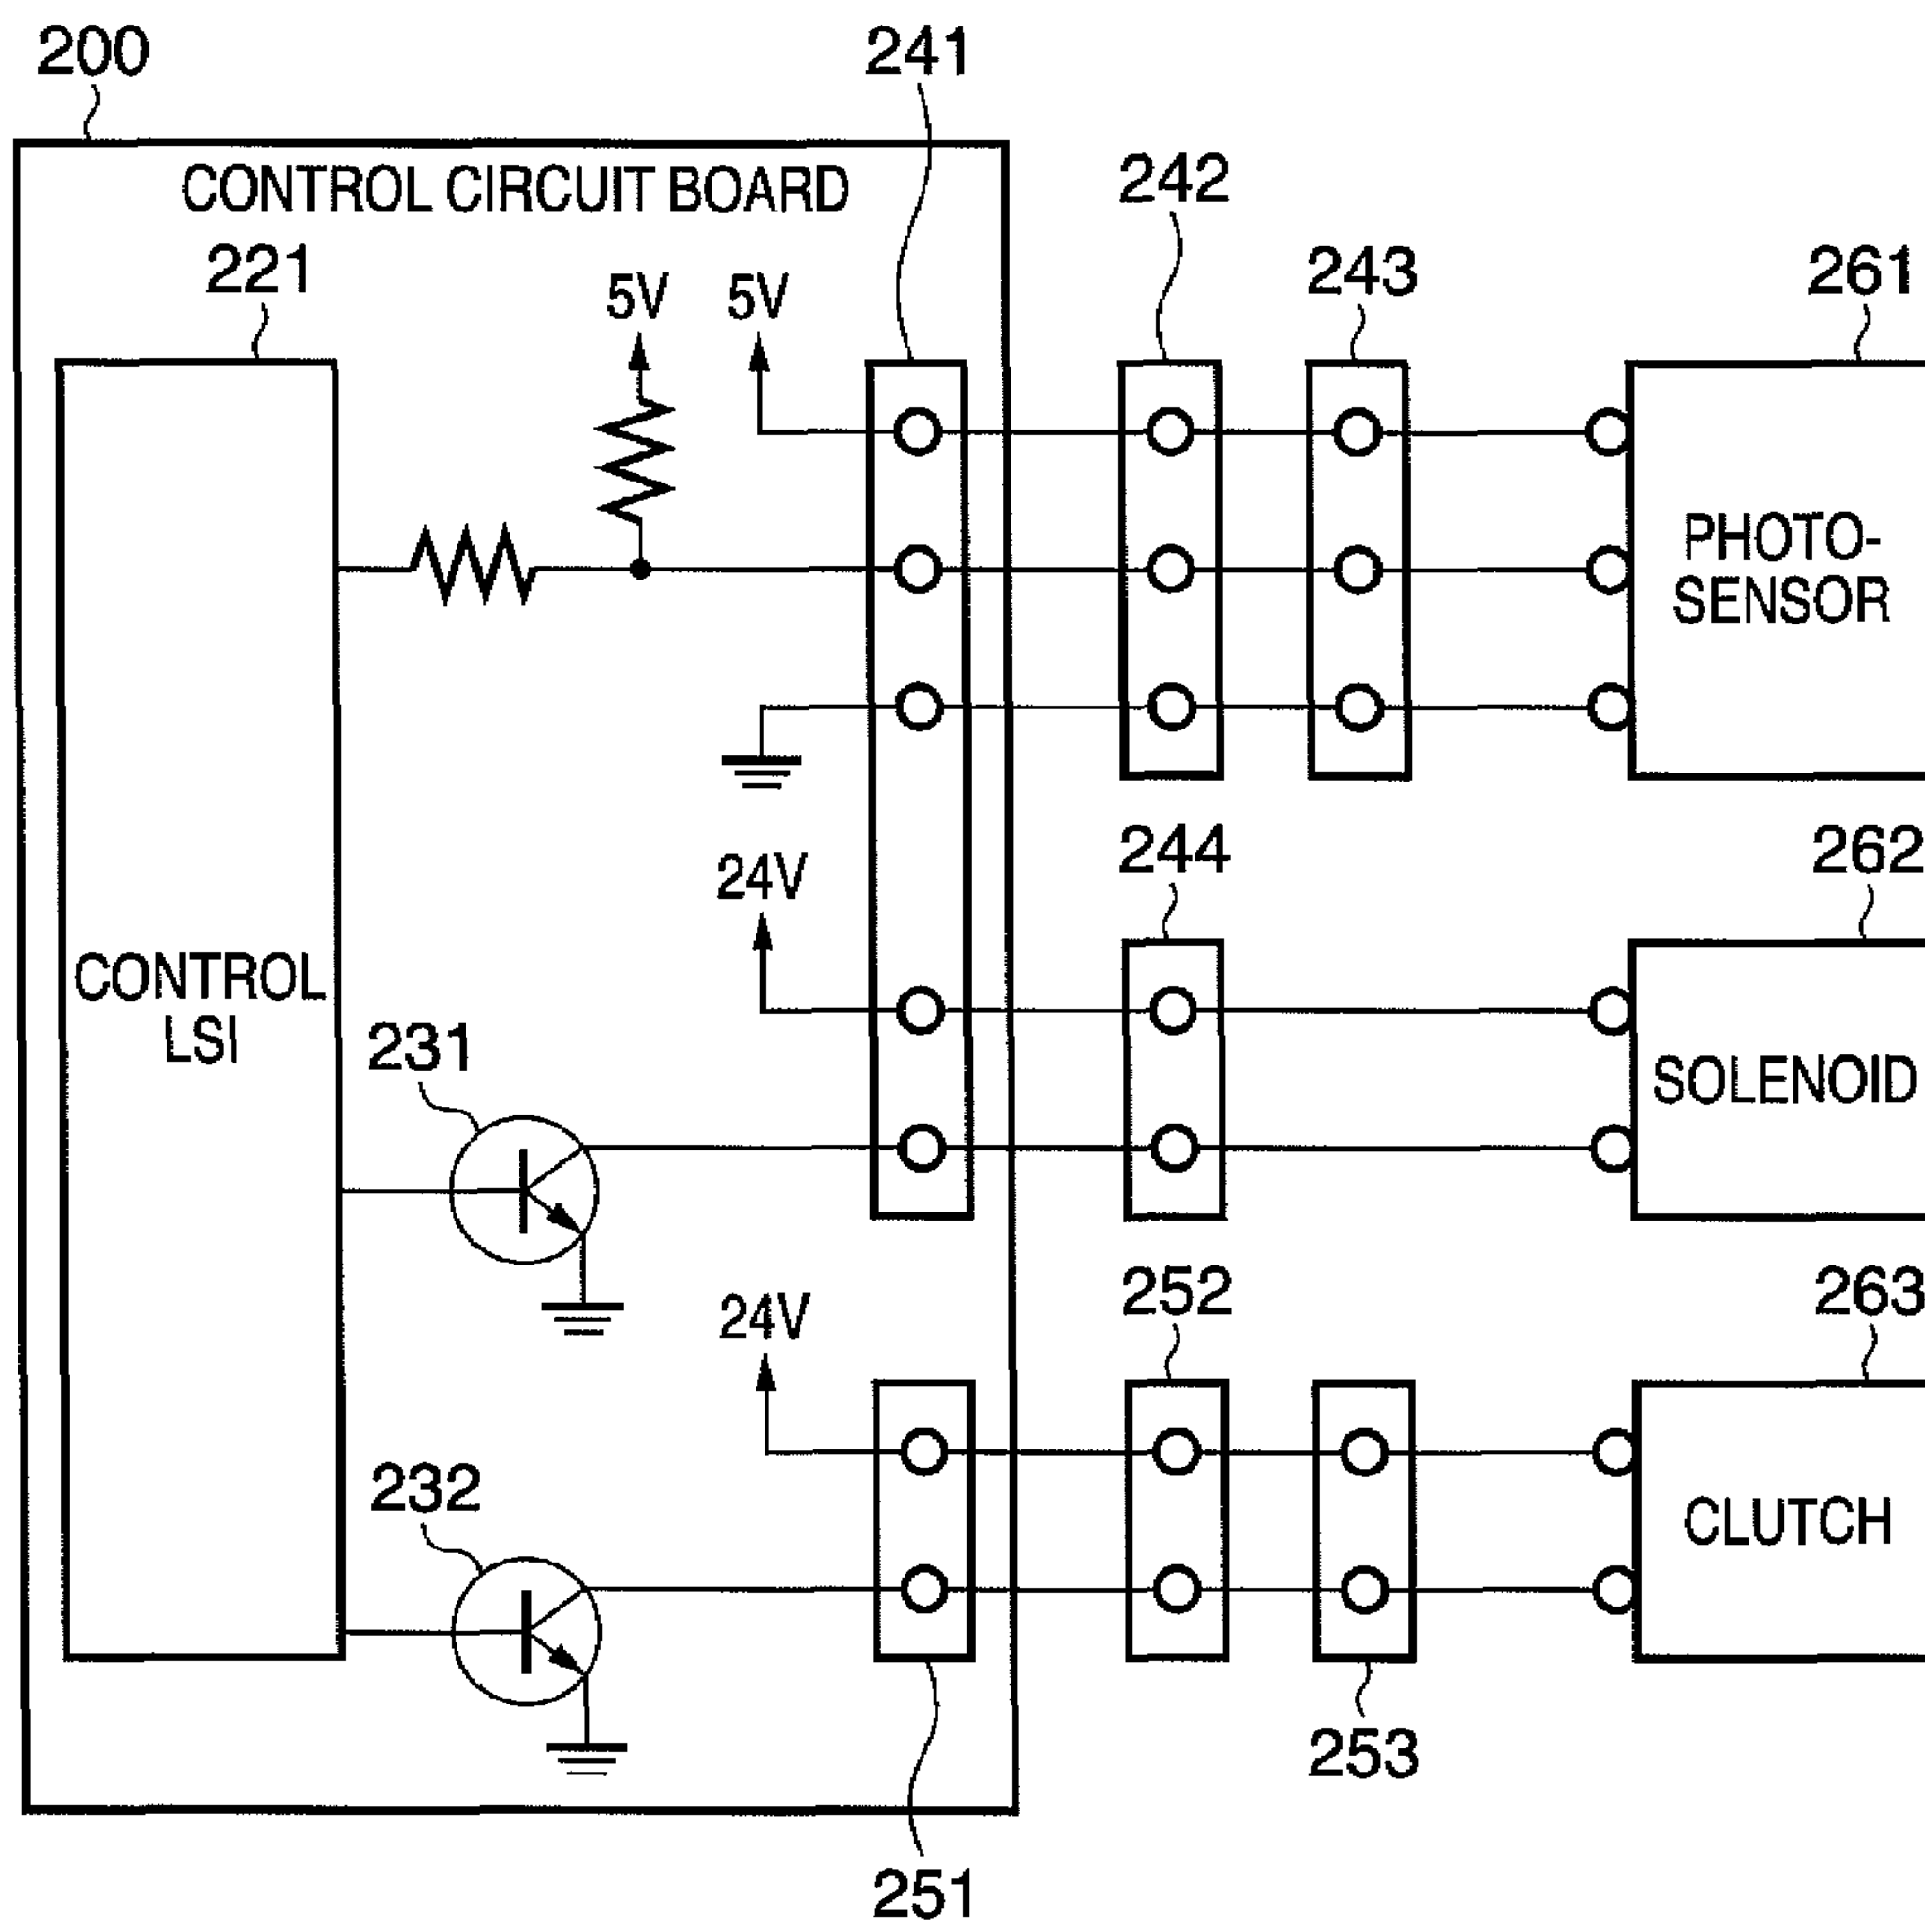 200
241
CONTROL CIRCUIT BOARD
242
221
243
261
5V
5V
PHOTO-
SENSOR
24V
244
262
CONTROL
LSI
231
SOLENOID
24V
252
263
232
CLUTCH
253
251